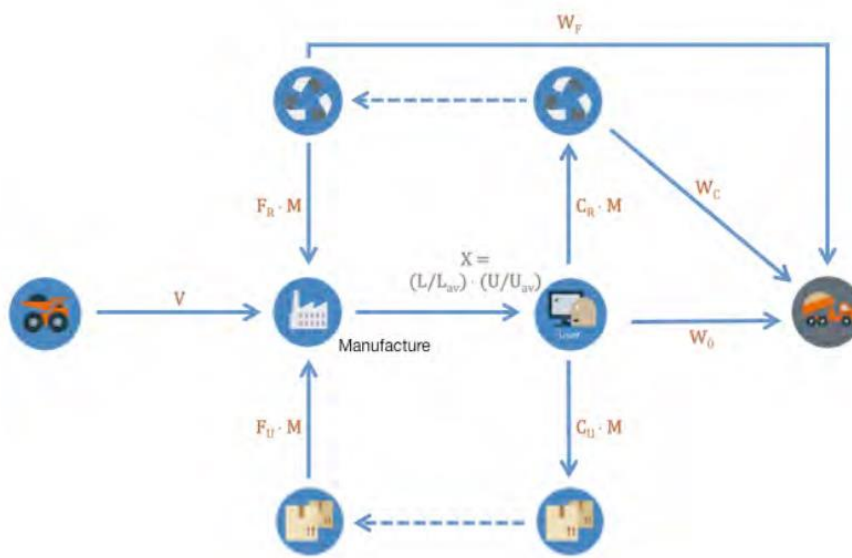 W_F
F_R · M
C_R · M
W_C
X =
(L/L_av) · (U/U_av)
V
Manufacture
User
W_0
F_U · M
C_U · M